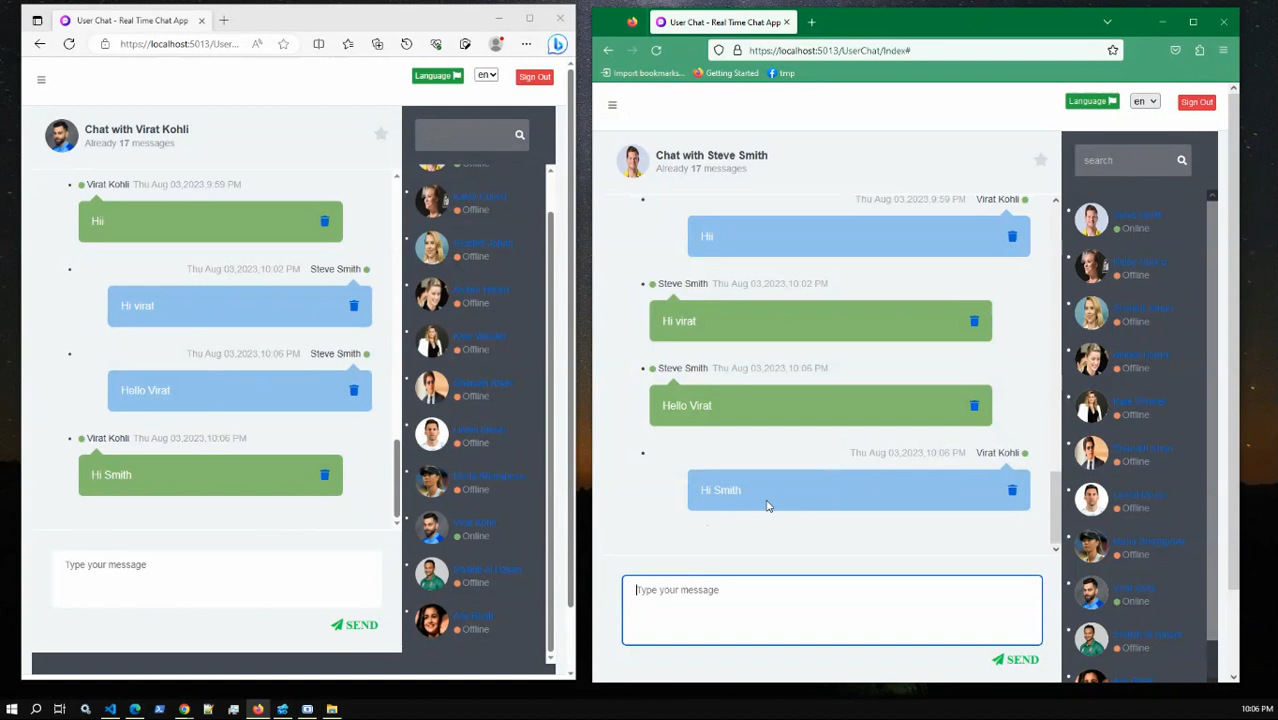 User Chat - Real Time Chat App
https://localhost:5013/User...
Language
en
Sign Out
Chat with Virat Kohli
Already 17 messages
Virat Kohli Thu Aug 03,2023,9:59 PM
Hii
Thu Aug 03,2023,10:02 PM Steve Smith
Hi virat
Thu Aug 03,2023,10:06 PM Steve Smith
Hello Virat
Virat Kohli Thu Aug 03,2023,10:06 PM
Hi Smith
Type your message
SEND
Offline
Offline
Offline
Offline
Offline
Offline
Offline
Online
Offline
Offline
User Chat - Real Time Chat App
https://localhost:5013/UserChat/Index#
Import bookmarks...
Getting Started
tmp
Language
en
Sign Out
Chat with Steve Smith
Already 17 messages
Thu Aug 03,2023,9:59 PM Virat Kohli
Hii
Steve Smith Thu Aug 03,2023,10:02 PM
Hi virat
Steve Smith Thu Aug 03,2023,10:06 PM
Hello Virat
Thu Aug 03,2023,10:06 PM Virat Kohli
Hi Smith
Type your message
SEND
search
Online
Offline
Offline
Offline
Offline
Offline
Offline
Offline
Online
Offline
10:06 PM